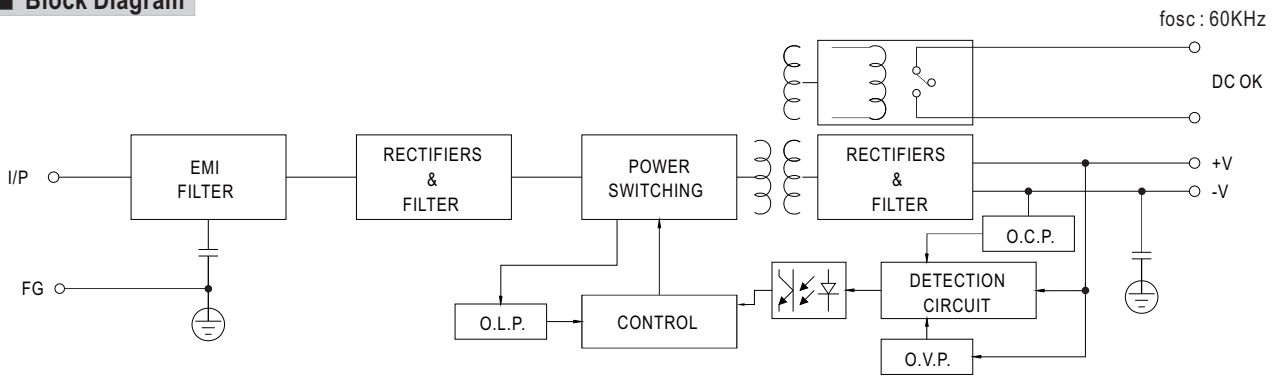 Block Diagram
fosc : 60KHz
DC OK
I/P
EMI
FILTER
RECTIFIERS
&
FILTER
POWER
SWITCHING
RECTIFIERS
&
FILTER
+V
-V
O.C.P.
FG
O.L.P.
CONTROL
DETECTION
CIRCUIT
O.V.P.